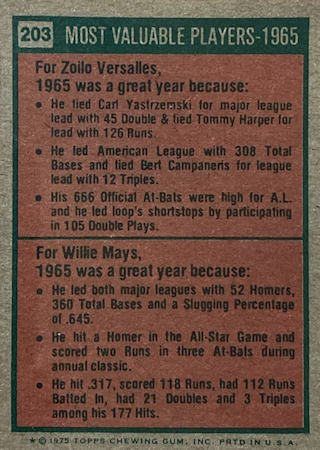 203 MOST VALUABLE PLAYERS-1965
For Zoilo Versalles,
1965 was a great year because:
● He tied Carl Yastrzemski for major league
lead with 45 Double & tied Tommy Harper for
lead with 126 Runs.
● He led American League with 308 Total
Bases and tied Bert Campaneris for league
lead with 12 Triples.
● His 666 Official At-Bats were high for A.L.
and he led loop's shortstops by participating
in 105 Double Plays.
For Willie Mays,
1965 was a great year because:
● He led both major leagues with 52 Homers,
360 Total Bases and a Slugging Percentage
of .645.
● He hit a Homer in the All-Star Game and
scored two Runs in three At-Bats during
annual classic.
● He hit .317, scored 118 Runs, had 112 Runs
Batted In, had 21 Doubles and 3 Triples
among his 177 Hits.
★ © 1975 TOPPS CHEWING GUM, INC. PRTD IN U.S.A.